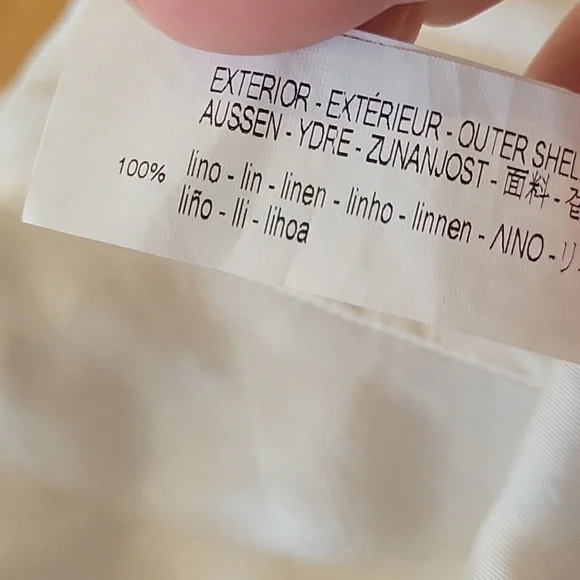 EXTERIOR - EXTÉRIEUR - OUTER SHEL
AUSSEN - YDRE - ZUNANJOST - 面料 -
100% lino - lin - linen - linho - linnen - ΛΙΝΟ - リ
liño - lli - lihoa